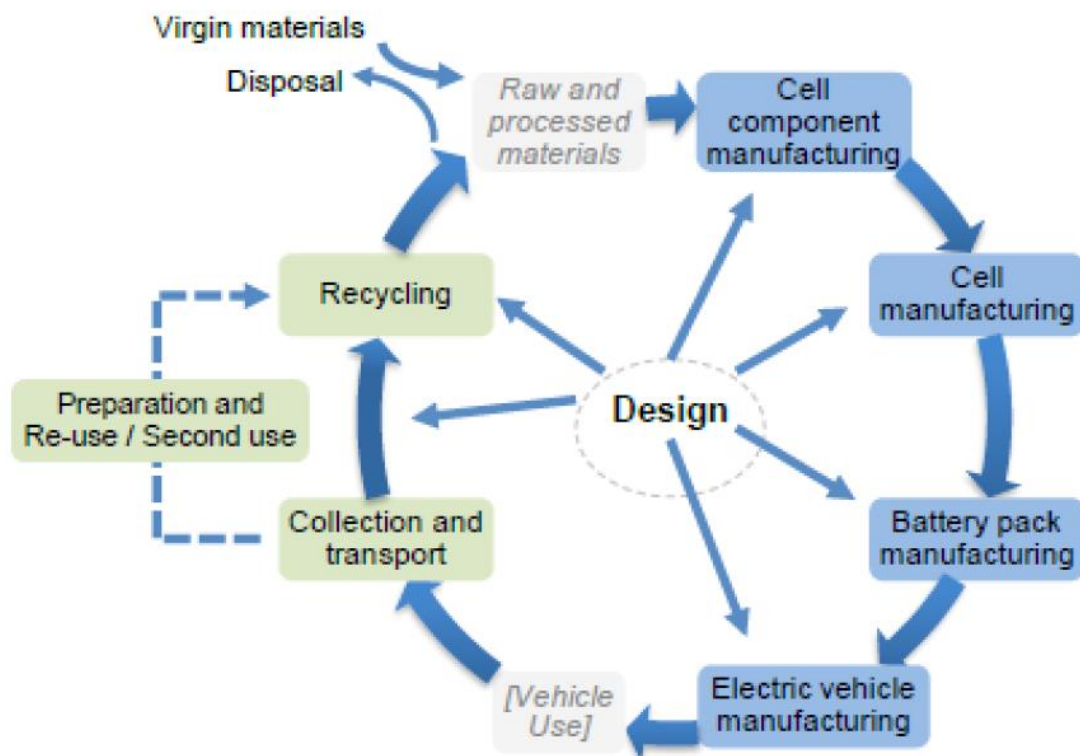 Virgin materials
Disposal
Raw and
processed
materials
Cell
component
manufacturing
Recycling
Cell
manufacturing
Preparation and
Re-use / Second use
Design
Collection and
transport
Battery pack
manufacturing
[Vehicle
Use]
Electric vehicle
manufacturing